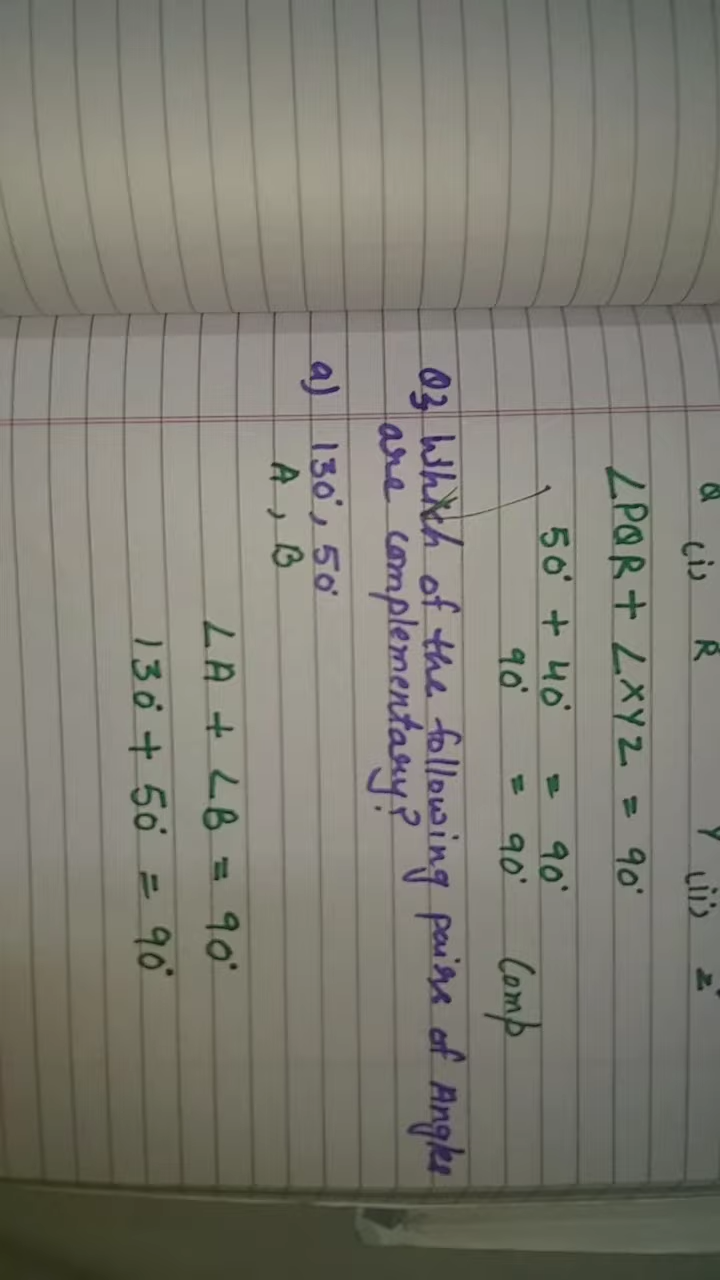 Q R Y Z
(i) (ii)
∠PQR + ∠XYZ = 90°
50° + 40° = 90°
90° = 90° Comp
Q3, Which of the following pairs of Angles
are complementary?
a) 130°, 50°
A , B
∠A + ∠B = 90°
130° + 50° = 90°